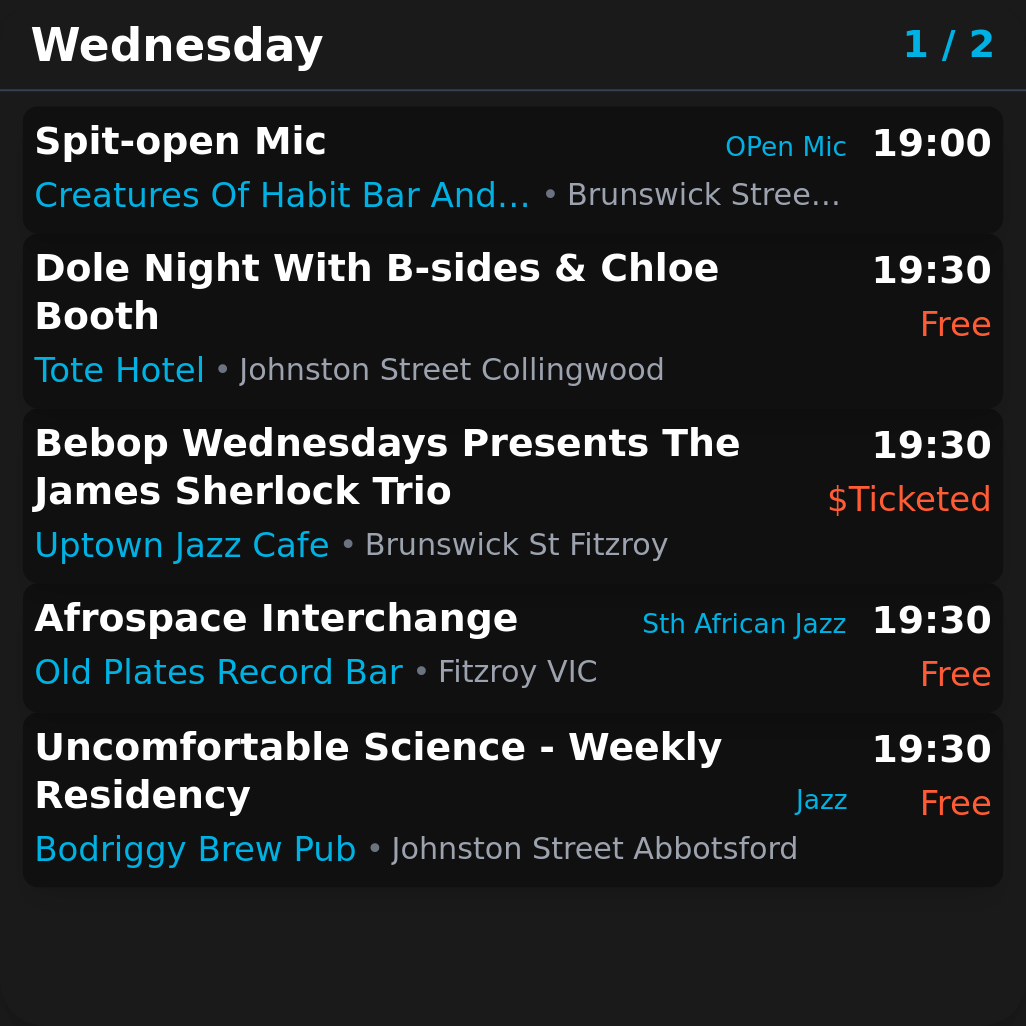 Wednesday 1 / 2
Spit-open Mic OPen Mic 19:00
Creatures Of Habit Bar And... • Brunswick Stree...
Dole Night With B-sides & Chloe 19:30
Booth Free
Tote Hotel • Johnston Street Collingwood
Bebop Wednesdays Presents The 19:30
James Sherlock Trio $Ticketed
Uptown Jazz Cafe • Brunswick St Fitzroy
Afrospace Interchange Sth African Jazz 19:30
Old Plates Record Bar • Fitzroy VIC Free
Uncomfortable Science - Weekly 19:30
Residency Jazz Free
Bodriggy Brew Pub • Johnston Street Abbotsford